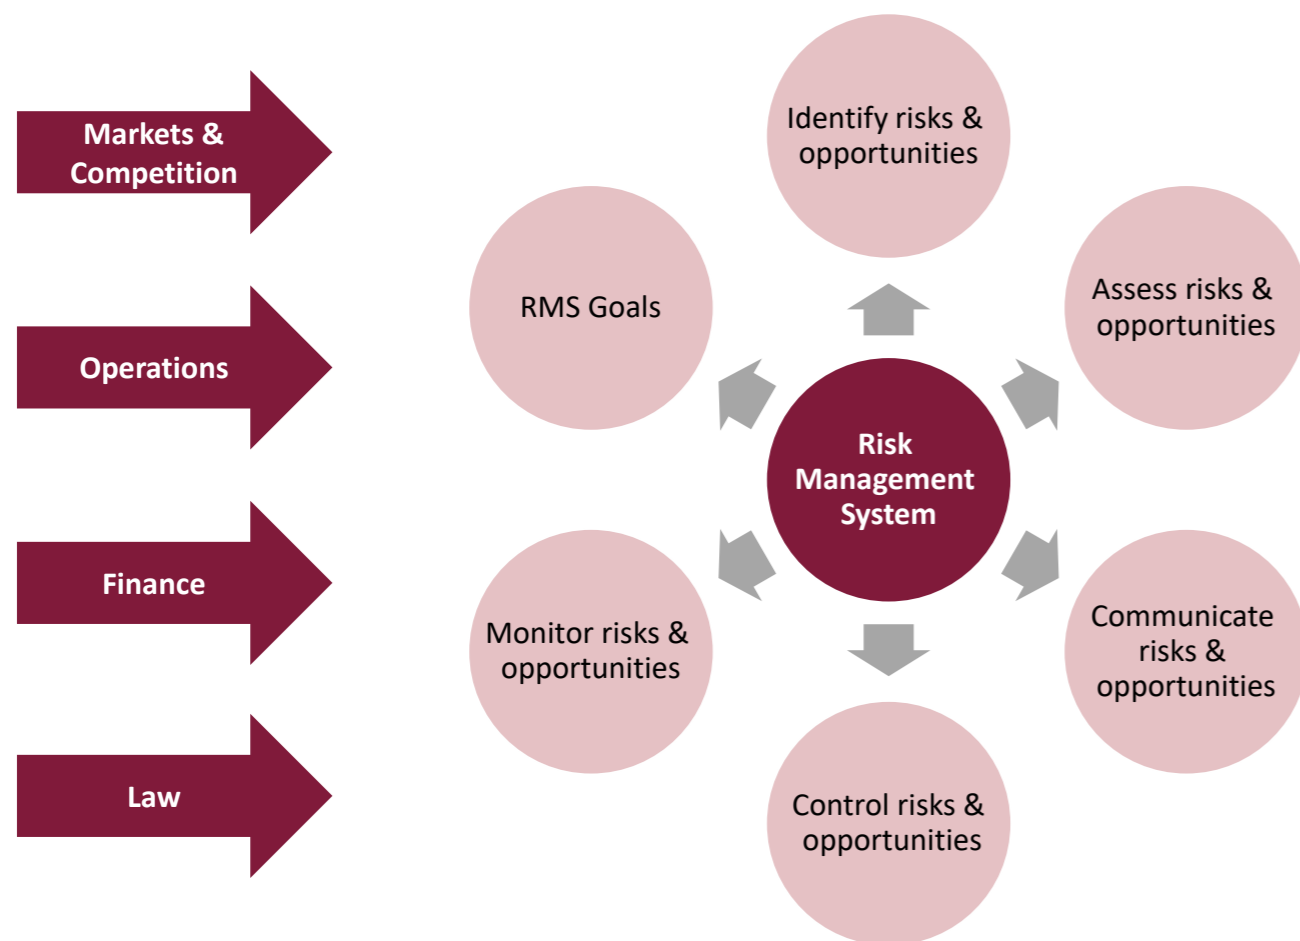 Markets &
Competition
Operations
Finance
Law
Identify risks &
opportunities
Assess risks &
opportunities
Communicate
risks &
opportunities
Control risks &
opportunities
Monitor risks &
opportunities
RMS Goals
Risk
Management
System